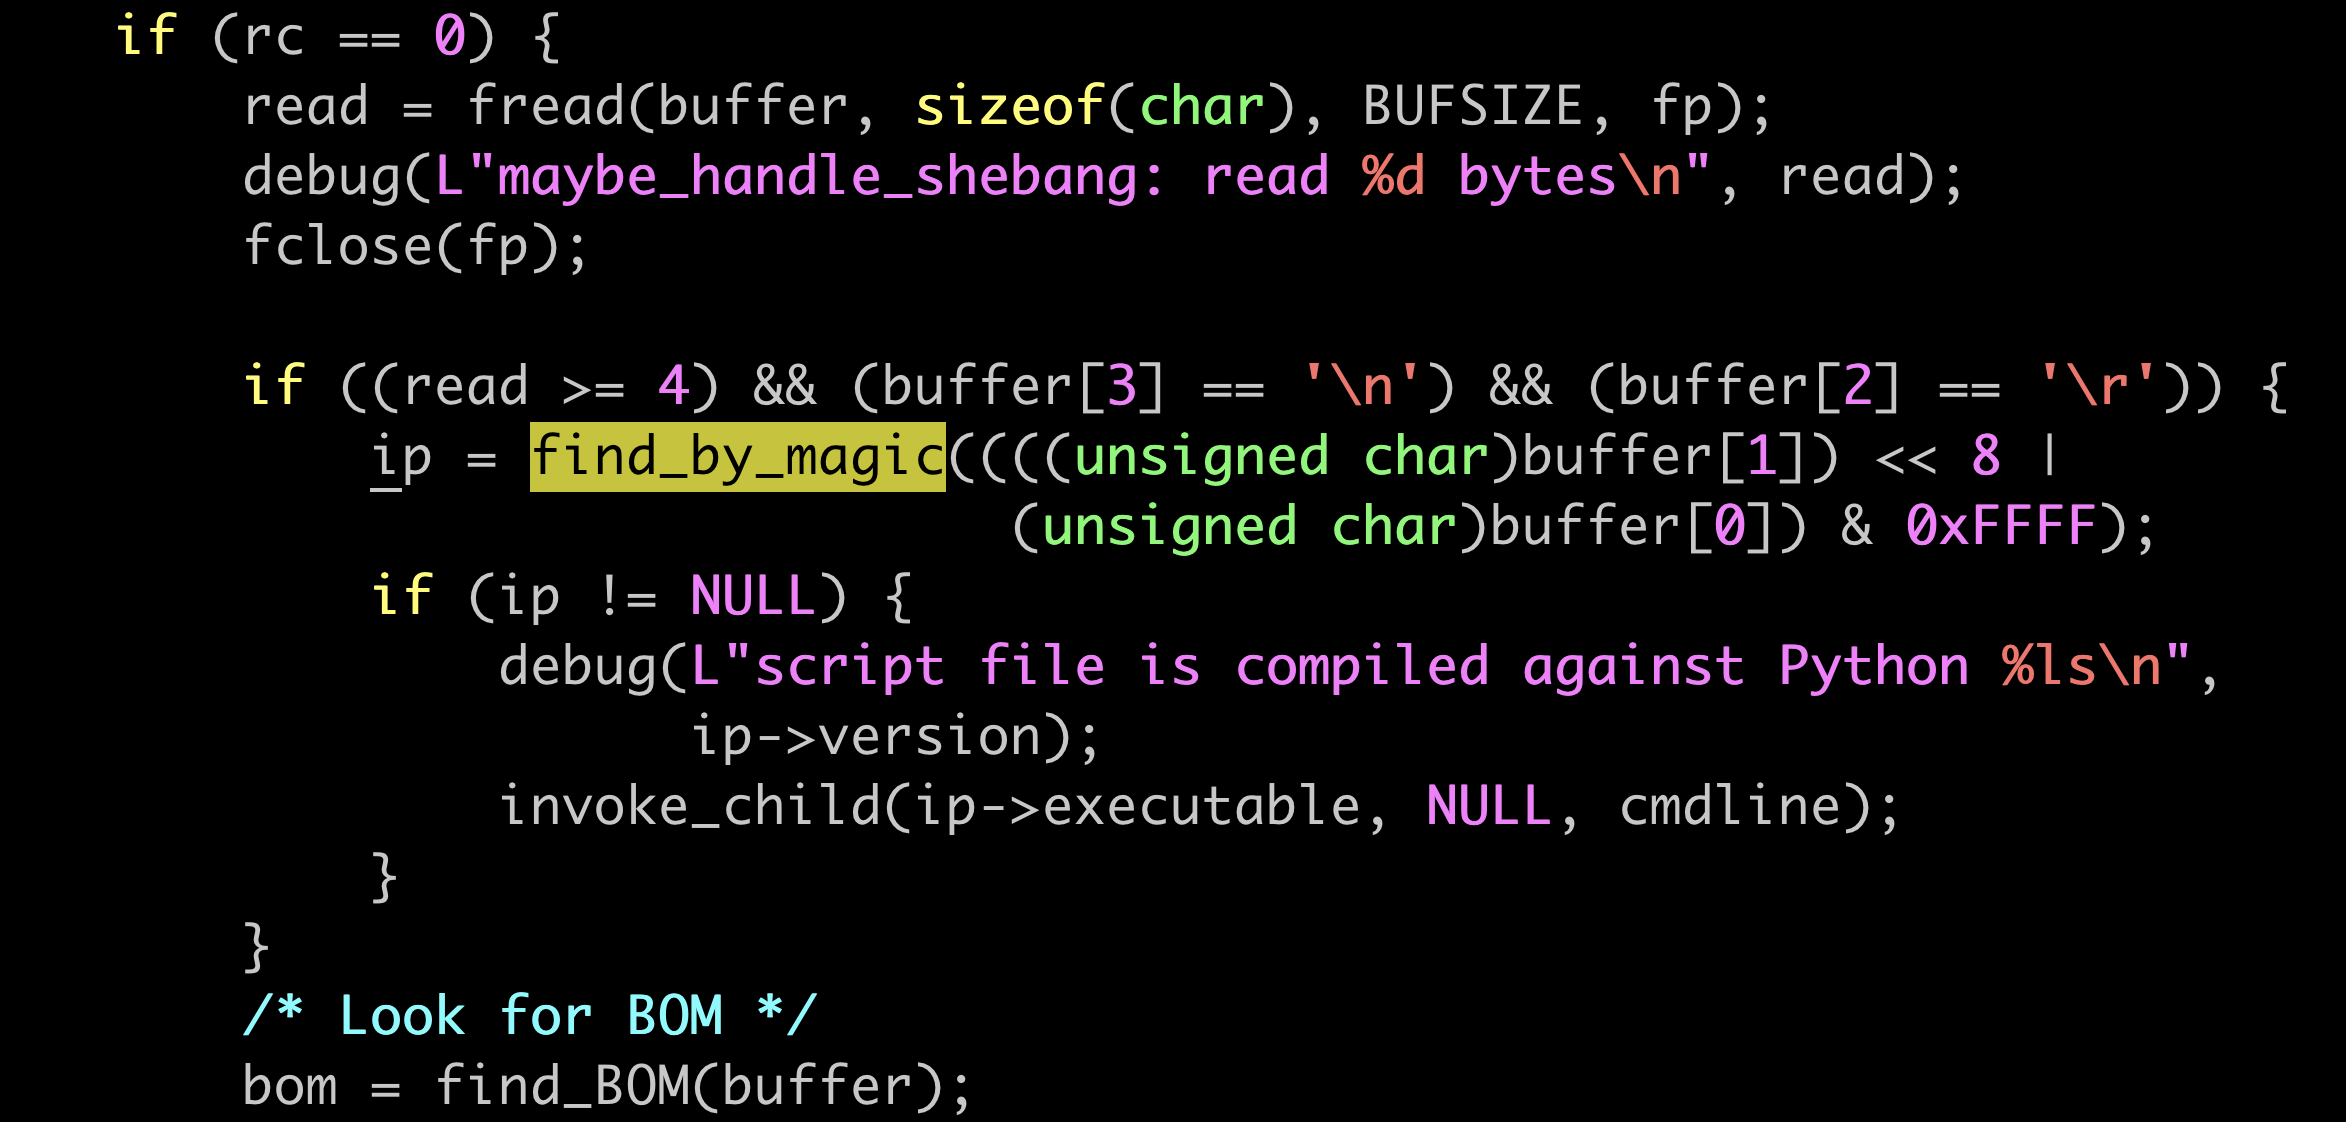 if (rc == 0) {
read = fread(buffer, sizeof(char), BUFSIZE, fp);
debug(L"maybe_handle_shebang: read %d bytes\n", read);
fclose(fp);
if ((read >= 4) && (buffer[3] == '\n') && (buffer[2] == '\r')) {
ip = find_by_magic((((unsigned char)buffer[1]) << 8 |
(unsigned char)buffer[0]) & 0xFFFF);
if (ip != NULL) {
debug(L"script file is compiled against Python %ls\n",
ip->version);
invoke_child(ip->executable, NULL, cmdline);
}
}
/* Look for BOM */
bom = find_BOM(buffer);